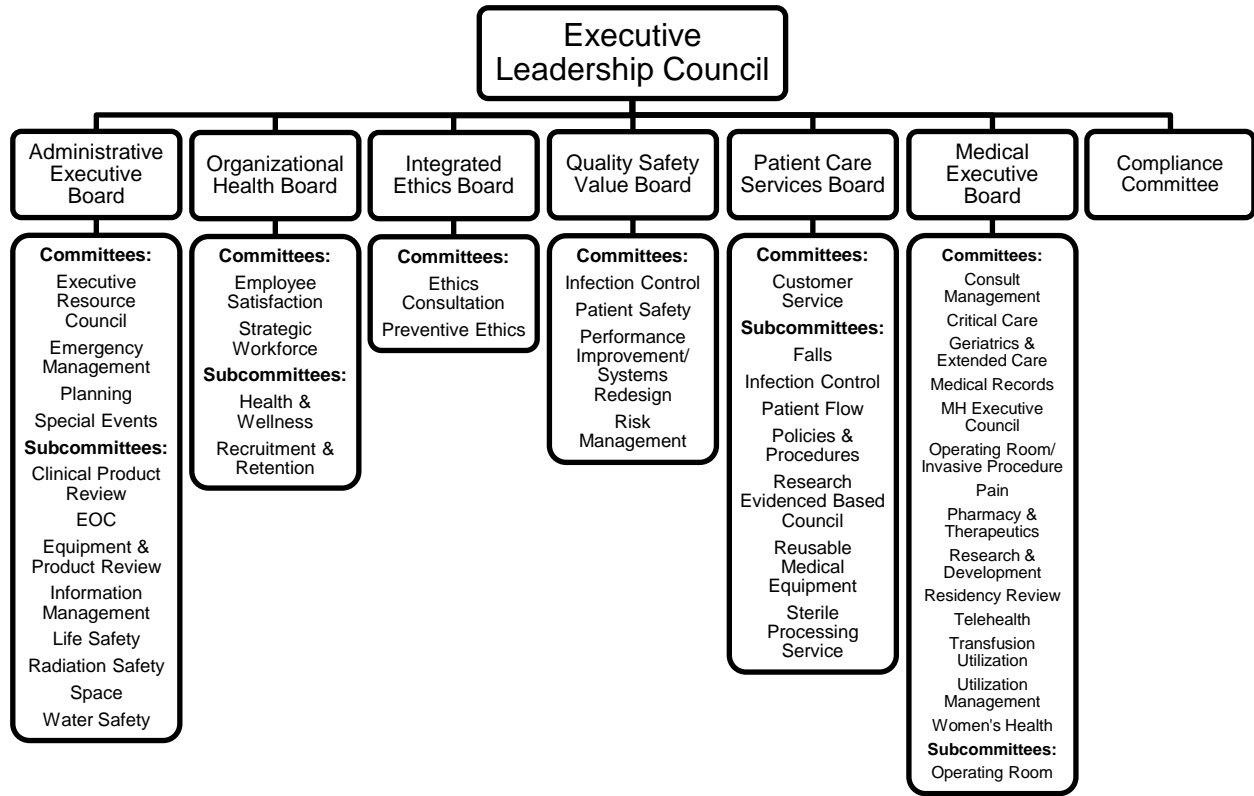 Executive
Leadership Council
Administrative
Executive
Board
Organizational
Health Board
Integrated
Ethics Board
Quality Safety
Value Board
Patient Care
Services Board
Medical
Executive
Board
Compliance
Committee
Committees:
Executive
Resource
Council
Emergency
Management
Planning
Special Events
Subcommittees:
Clinical Product
Review
EOC
Equipment &
Product Review
Information
Management
Life Safety
Radiation Safety
Space
Water Safety
Committees:
Employee
Satisfaction
Strategic
Workforce
Subcommittees:
Health &
Wellness
Recruitment &
Retention
Committees:
Ethics
Consultation
Preventive Ethics
Committees:
Infection Control
Patient Safety
Performance
Improvement/
Systems
Redesign
Risk
Management
Committees:
Customer
Service
Subcommittees:
Falls
Infection Control
Patient Flow
Policies &
Procedures
Research
Evidenced Based
Council
Reusable
Medical
Equipment
Sterile
Processing
Service
Committees:
Consult
Management
Critical Care
Geriatrics &
Extended Care
Medical Records
MH Executive
Council
Operating Room/
Invasive Procedure
Pain
Pharmacy &
Therapeutics
Research &
Development
Residency Review
Telehealth
Transfusion
Utilization
Utilization
Management
Women's Health
Subcommittees:
Operating Room